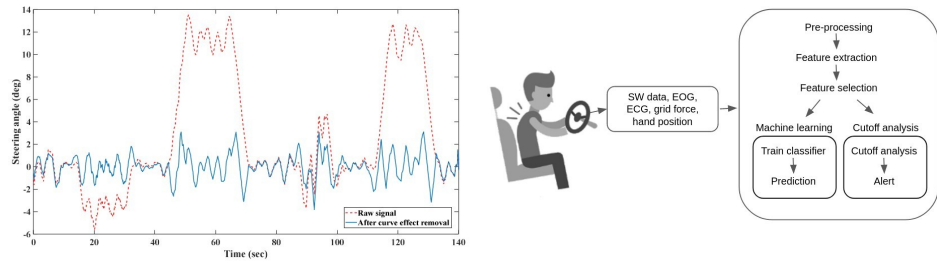 14
12
10
8
6
4
2
0
-2
-4
-6
Steering angle (deg)
0 20 40 60 80 100 120 140
Time (sec)
Raw signal
After curve effect removal
SW data, EOG,
ECG, grid force,
hand position
Pre-processing
Feature extraction
Feature selection
Machine learning
Train classifier
Prediction
Cutoff analysis
Cutoff analysis
Alert